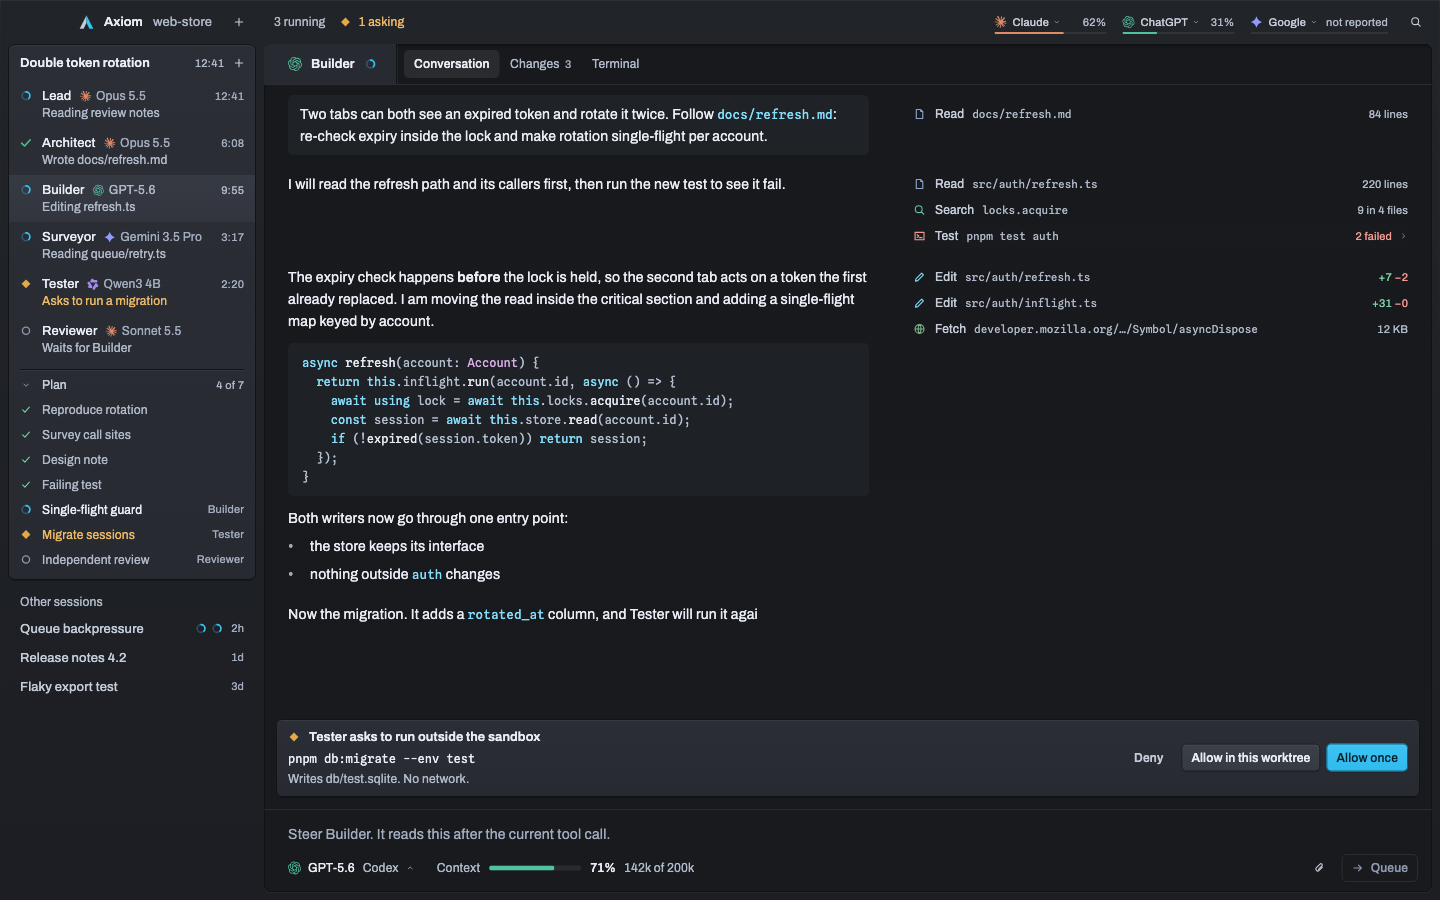 Axiom web-store +
3 running 1 asking
Claude 62% ChatGPT 31% Google not reported
Double token rotation 12:41 +
Lead Opus 5.5 12:41
Reading review notes
Architect Opus 5.5 6:08
Wrote docs/refresh.md
Builder GPT-5.6 9:55
Editing refresh.ts
Surveyor Gemini 3.5 Pro 3:17
Reading queue/retry.ts
Tester Qwen3 4B 2:20
Asks to run a migration
Reviewer Sonnet 5.5
Waits for Builder
Plan 4 of 7
Reproduce rotation
Survey call sites
Design note
Failing test
Single-flight guard Builder
Migrate sessions Tester
Independent review Reviewer
Other sessions
Queue backpressure 2h
Release notes 4.2 1d
Flaky export test 3d
Builder Conversation Changes 3 Terminal
Two tabs can both see an expired token and rotate it twice. Follow docs/refresh.md:
re-check expiry inside the lock and make rotation single-flight per account.
Read docs/refresh.md 84 lines
I will read the refresh path and its callers first, then run the new test to see it fail.
Read src/auth/refresh.ts 220 lines
Search locks.acquire 9 in 4 files
Test pnpm test auth 2 failed
The expiry check happens before the lock is held, so the second tab acts on a token the first
already replaced. I am moving the read inside the critical section and adding a single-flight
map keyed by account.
Edit src/auth/refresh.ts +7 −2
Edit src/auth/inflight.ts +31 −0
Fetch developer.mozilla.org/…/Symbol/asyncDispose 12 KB
async refresh(account: Account) {
return this.inflight.run(account.id, async () => {
await using lock = await this.locks.acquire(account.id);
const session = await this.store.read(account.id);
if (!expired(session.token)) return session;
});
}
Both writers now go through one entry point:
• the store keeps its interface
• nothing outside auth changes
Now the migration. It adds a rotated_at column, and Tester will run it agai
Tester asks to run outside the sandbox
pnpm db:migrate --env test
Writes db/test.sqlite. No network.
Deny Allow in this worktree Allow once
Steer Builder. It reads this after the current tool call.
GPT-5.6 Codex Context 71% 142k of 200k
Queue